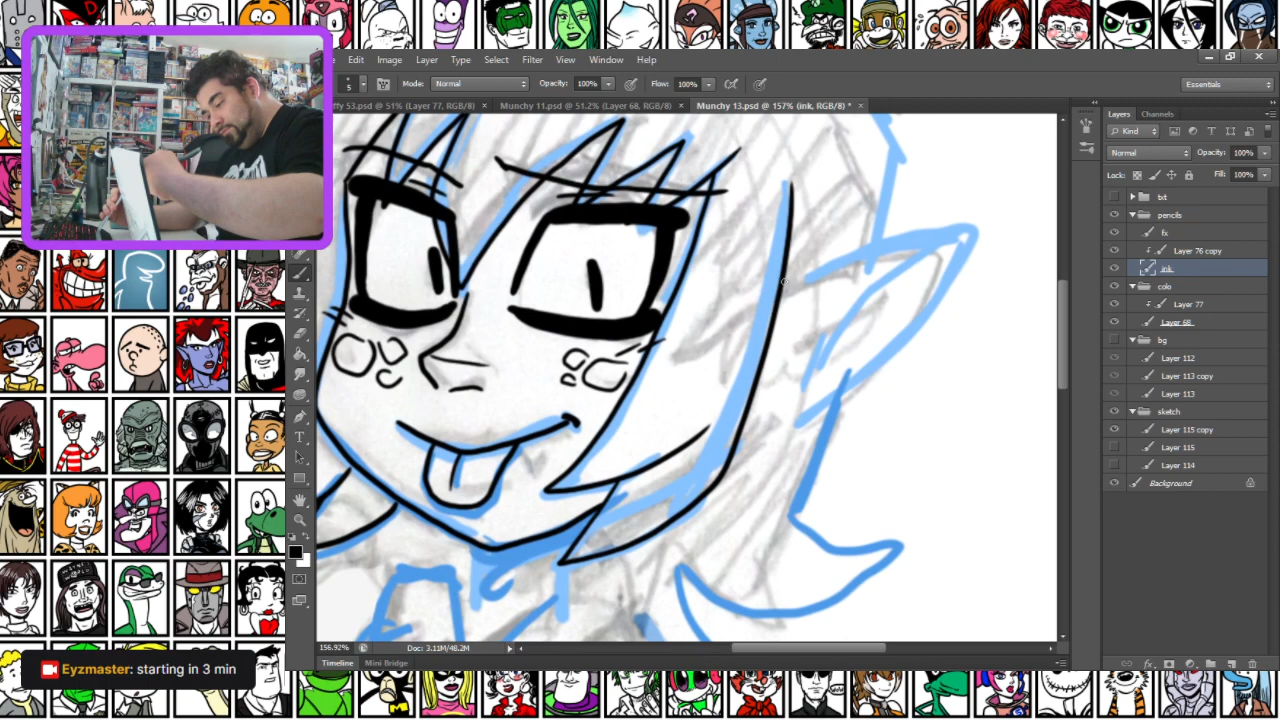 Edit Image Layer Type Select Filter View Window Help
5 Mode: Normal Opacity: 100% Flow: 100% Essentials
ffy 53.psd @ 51% (Layer 77, RGB/8) × Munchy 11.psd @ 51.2% (Layer 68, RGB/8) × Munchy 13.psd @ 157% (ink, RGB/8) * ×
Layers Channels
Kind
Normal Opacity: 100%
Lock: Fill: 100%
pencils
fx
Layer 76 copy
ink
colo
Layer 77
Layer 68
bg
Layer 112
Layer 113 copy
Layer 113
sketch
Layer 115 copy
Layer 115
Layer 114
Background
156.92% Doc: 3.11M/48.2M
Timeline Mini Bridge
Eyzmaster: starting in 3 min